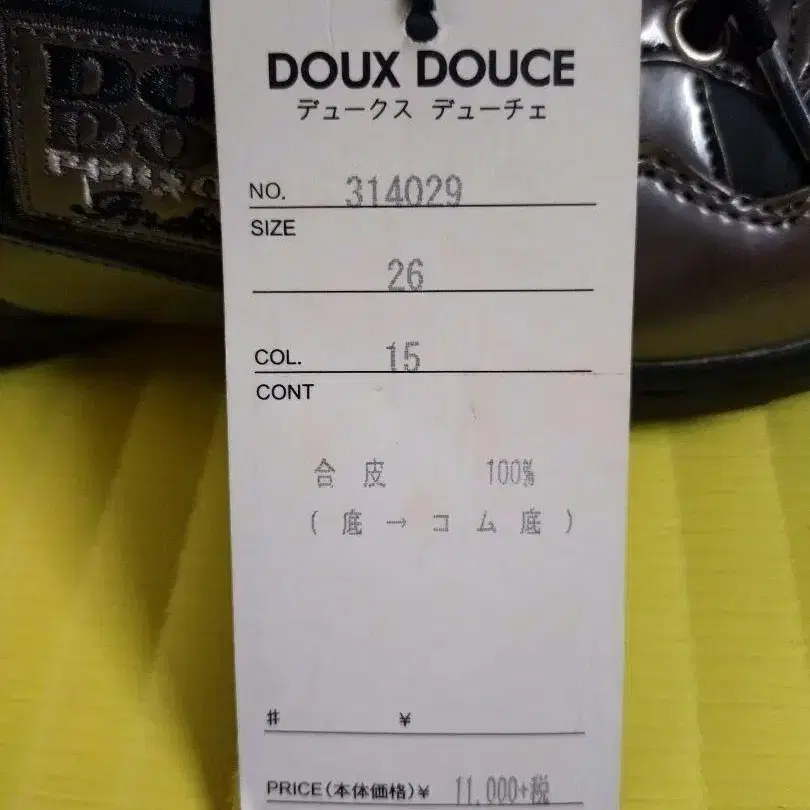 DOUX DOUCE
デュークス デューチェ
NO. 314029
SIZE
26
COL. 15
CONT
合皮 100%
(底→コム底)
# ¥
PRICE(本体価格)¥ 11,000+税